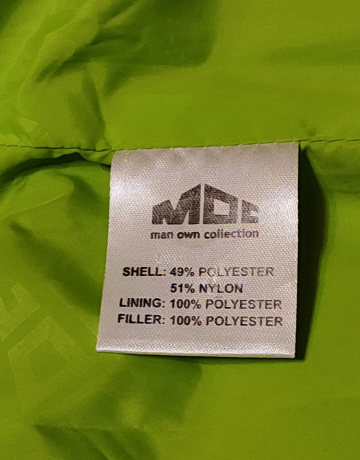 MOC
man own collection
SHELL: 49% POLYESTER
51% NYLON
LINING: 100% POLYESTER
FILLER: 100% POLYESTER